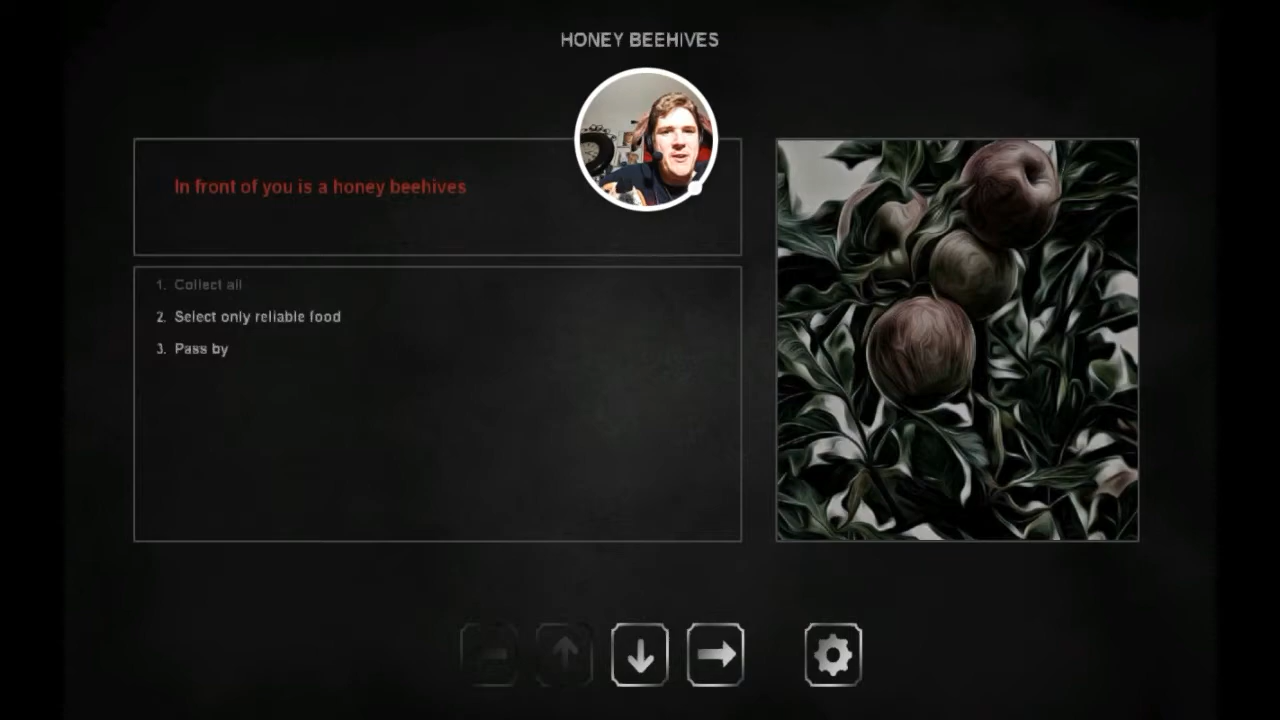 HONEY BEEHIVES
In front of you is a honey beehives
1. Collect all
2. Select only reliable food
3. Pass by